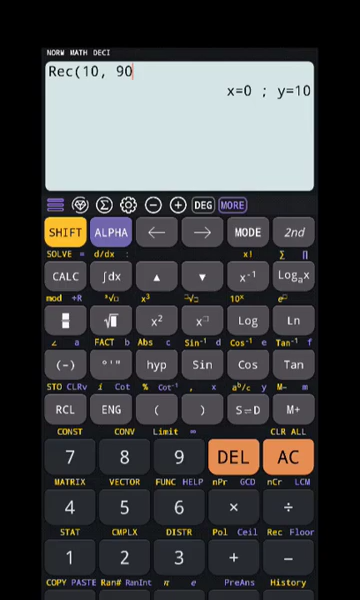 NORM MATH DECI
Rec(10, 90
x=0 ; y=10
DEG MORE
SHIFT ALPHA ← → MODE 2nd
SOLVE = d/dx : x! Σ ∏
CALC ∫dx ▲ ▼ x⁻¹ Logₐx
mod ÷R ³√□ x³ □√□ 10ˣ e□
√□ x² x□ Log Ln
∠ a FACT b Abs c Sin⁻¹ d Cos⁻¹ e Tan⁻¹ f
(−) °'" hyp Sin Cos Tan
STO CLRv i Cot % Cot⁻¹ , x aᵇ/c y M− m
RCL ENG ( ) S⇔D M+
CONST CONV Limit ∞ CLR ALL
7 8 9 DEL AC
MATRIX VECTOR FUNC HELP nPr GCD nCr LCM
4 5 6 × ÷
STAT CMPLX DISTR Pol Ceil Rec Floor
1 2 3 + −
COPY PASTE Ran# RanInt π e PreAns History